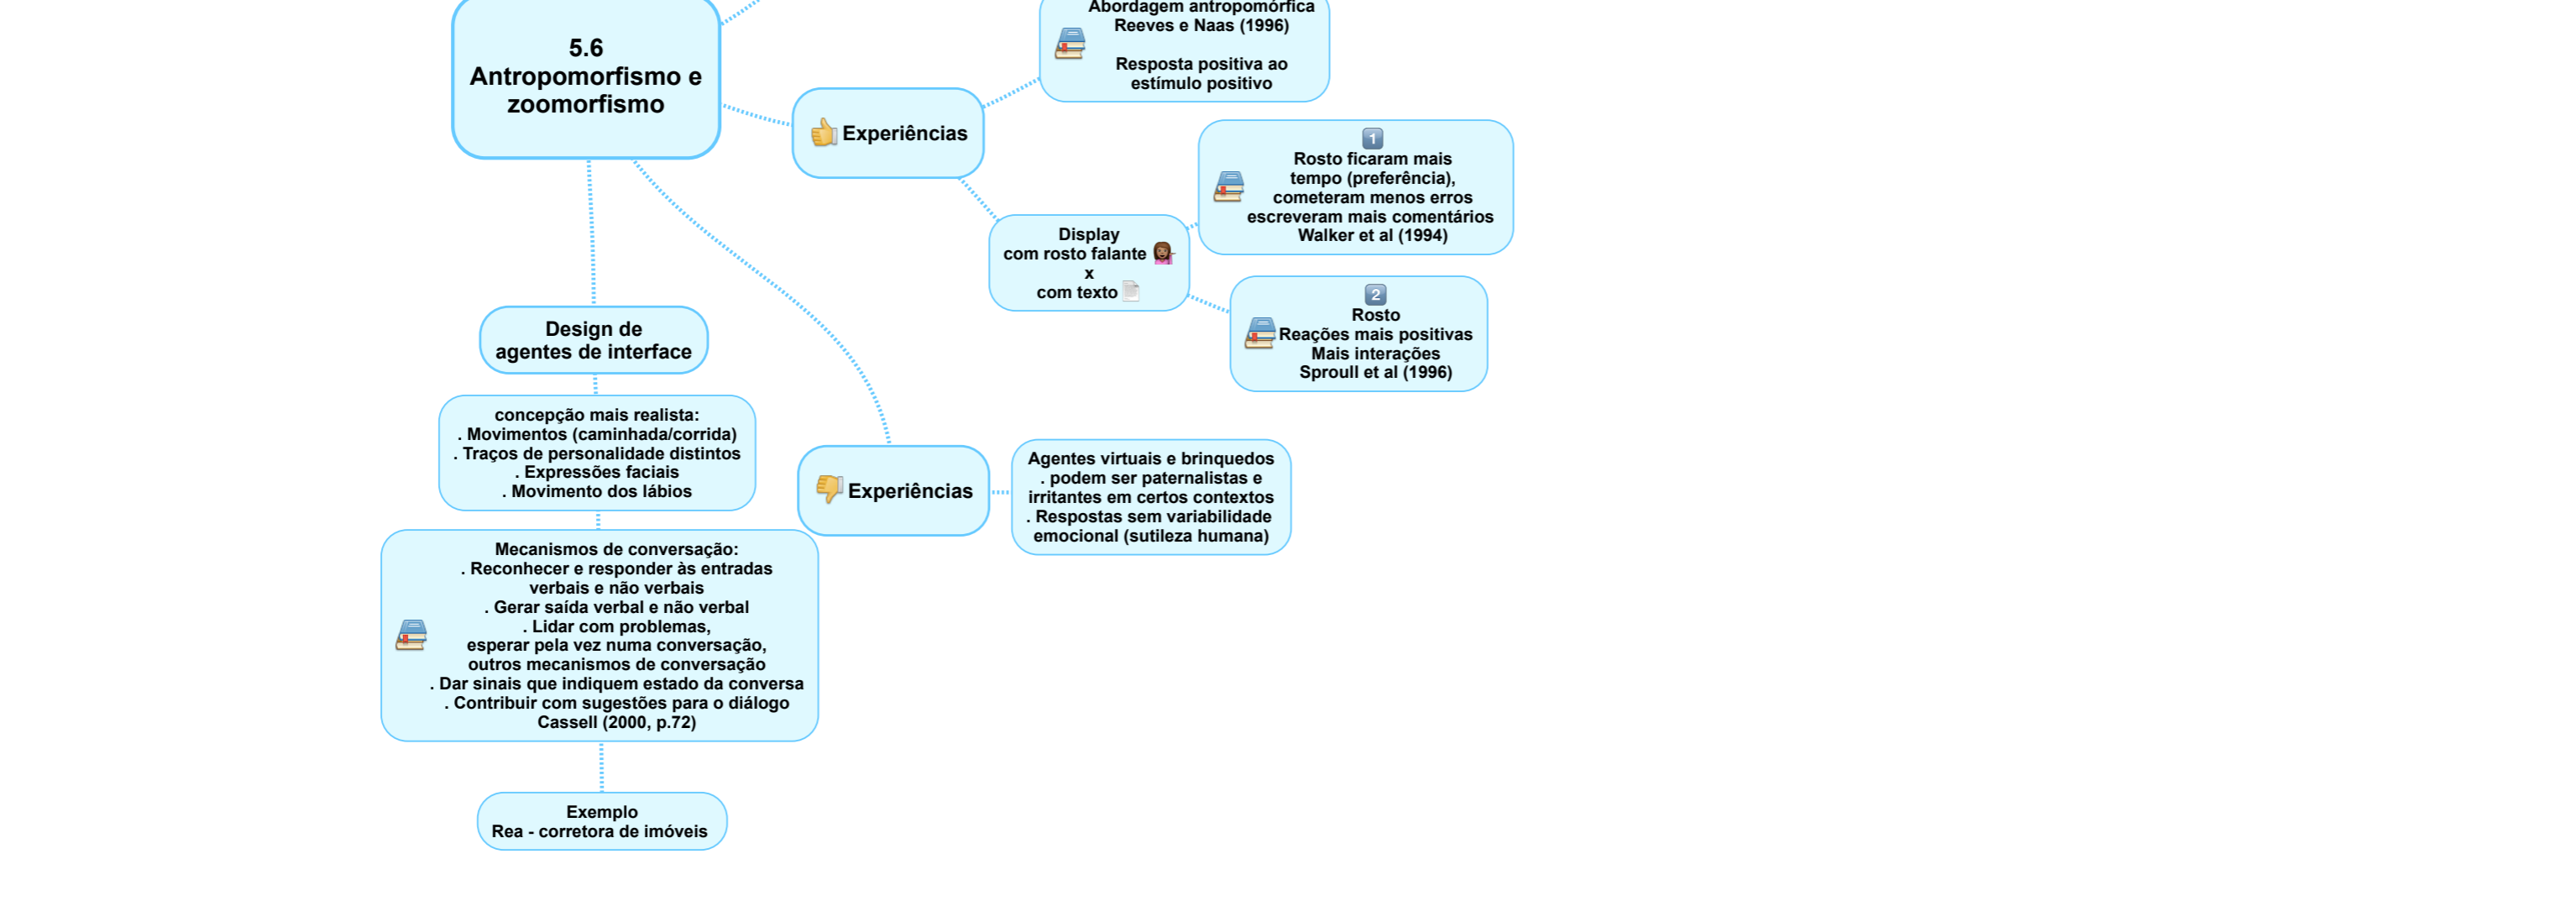 5.6
Antropomorfismo e
zoomorfismo
Experiências
Abordagem antropomórfica
Reeves e Naas (1996)
Resposta positiva ao
estímulo positivo
Display
com rosto falante
x
com texto
1
Rosto ficaram mais
tempo (preferência),
cometeram menos erros
escreveram mais comentários
Walker et al (1994)
2
Rosto
Reações mais positivas
Mais interações
Sproull et al (1996)
Experiências
Agentes virtuais e brinquedos
. podem ser paternalistas e
irritantes em certos contextos
. Respostas sem variabilidade
emocional (sutileza humana)
Design de
agentes de interface
concepção mais realista:
. Movimentos (caminhada/corrida)
. Traços de personalidade distintos
. Expressões faciais
. Movimento dos lábios
Mecanismos de conversação:
. Reconhecer e responder às entradas
verbais e não verbais
. Gerar saída verbal e não verbal
. Lidar com problemas,
esperar pela vez numa conversação,
outros mecanismos de conversação
. Dar sinais que indiquem estado da conversa
. Contribuir com sugestões para o diálogo
Cassell (2000, p.72)
Exemplo
Rea - corretora de imóveis